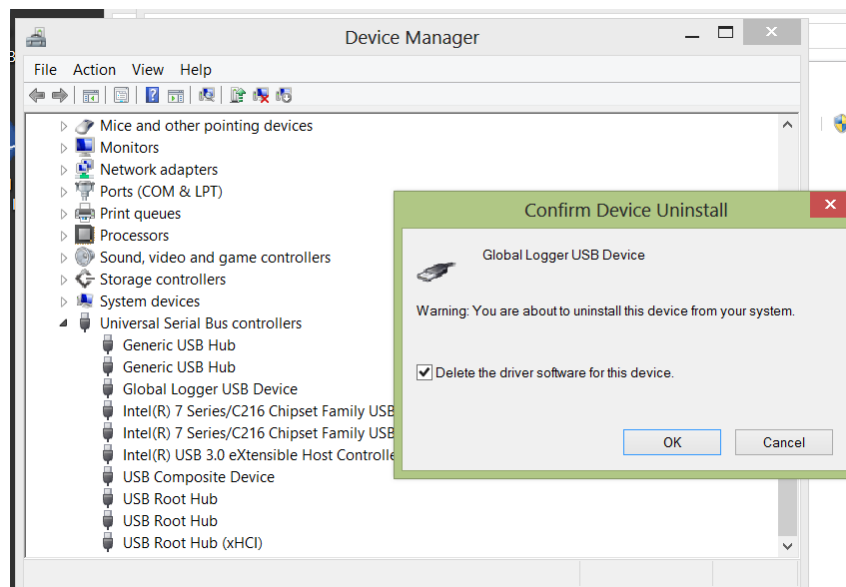 Device Manager
File Action View Help
Mice and other pointing devices
Monitors
Network adapters
Ports (COM & LPT)
Print queues
Processors
Sound, video and game controllers
Storage controllers
System devices
Universal Serial Bus controllers
Generic USB Hub
Generic USB Hub
Global Logger USB Device
Intel(R) 7 Series/C216 Chipset Family USB
Intel(R) 7 Series/C216 Chipset Family USB
Intel(R) USB 3.0 eXtensible Host Controlle
USB Composite Device
USB Root Hub
USB Root Hub
USB Root Hub (xHCI)
Confirm Device Uninstall
Global Logger USB Device
Warning: You are about to uninstall this device from your system.
Delete the driver software for this device.
OK Cancel